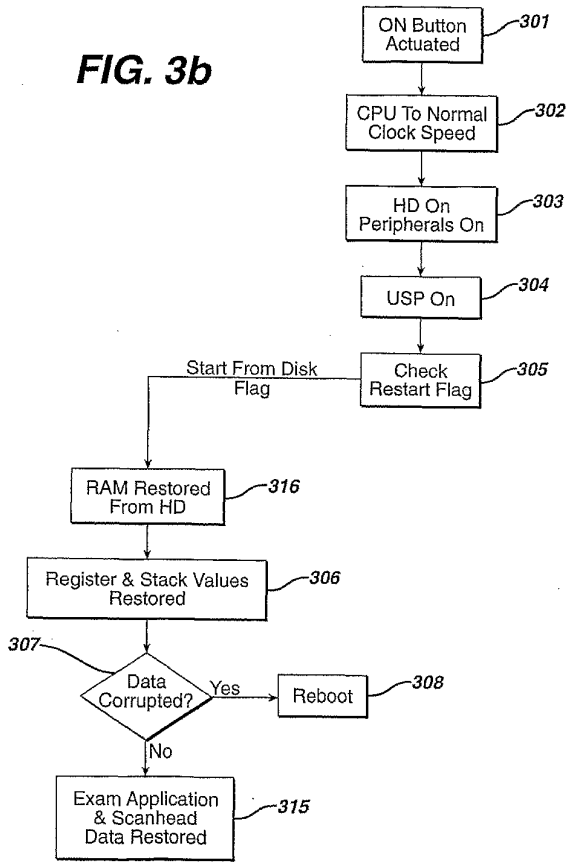 FIG. 3b
ON Button
Actuated
301
CPU To Normal
Clock Speed
302
HD On
Peripherals On
303
USP On
304
Check
Restart Flag
305
Start From Disk
Flag
RAM Restored
From HD
316
Register & Stack Values
Restored
306
307
Data
Corrupted?
Yes
Reboot
308
No
Exam Application
& Scanhead
Data Restored
315